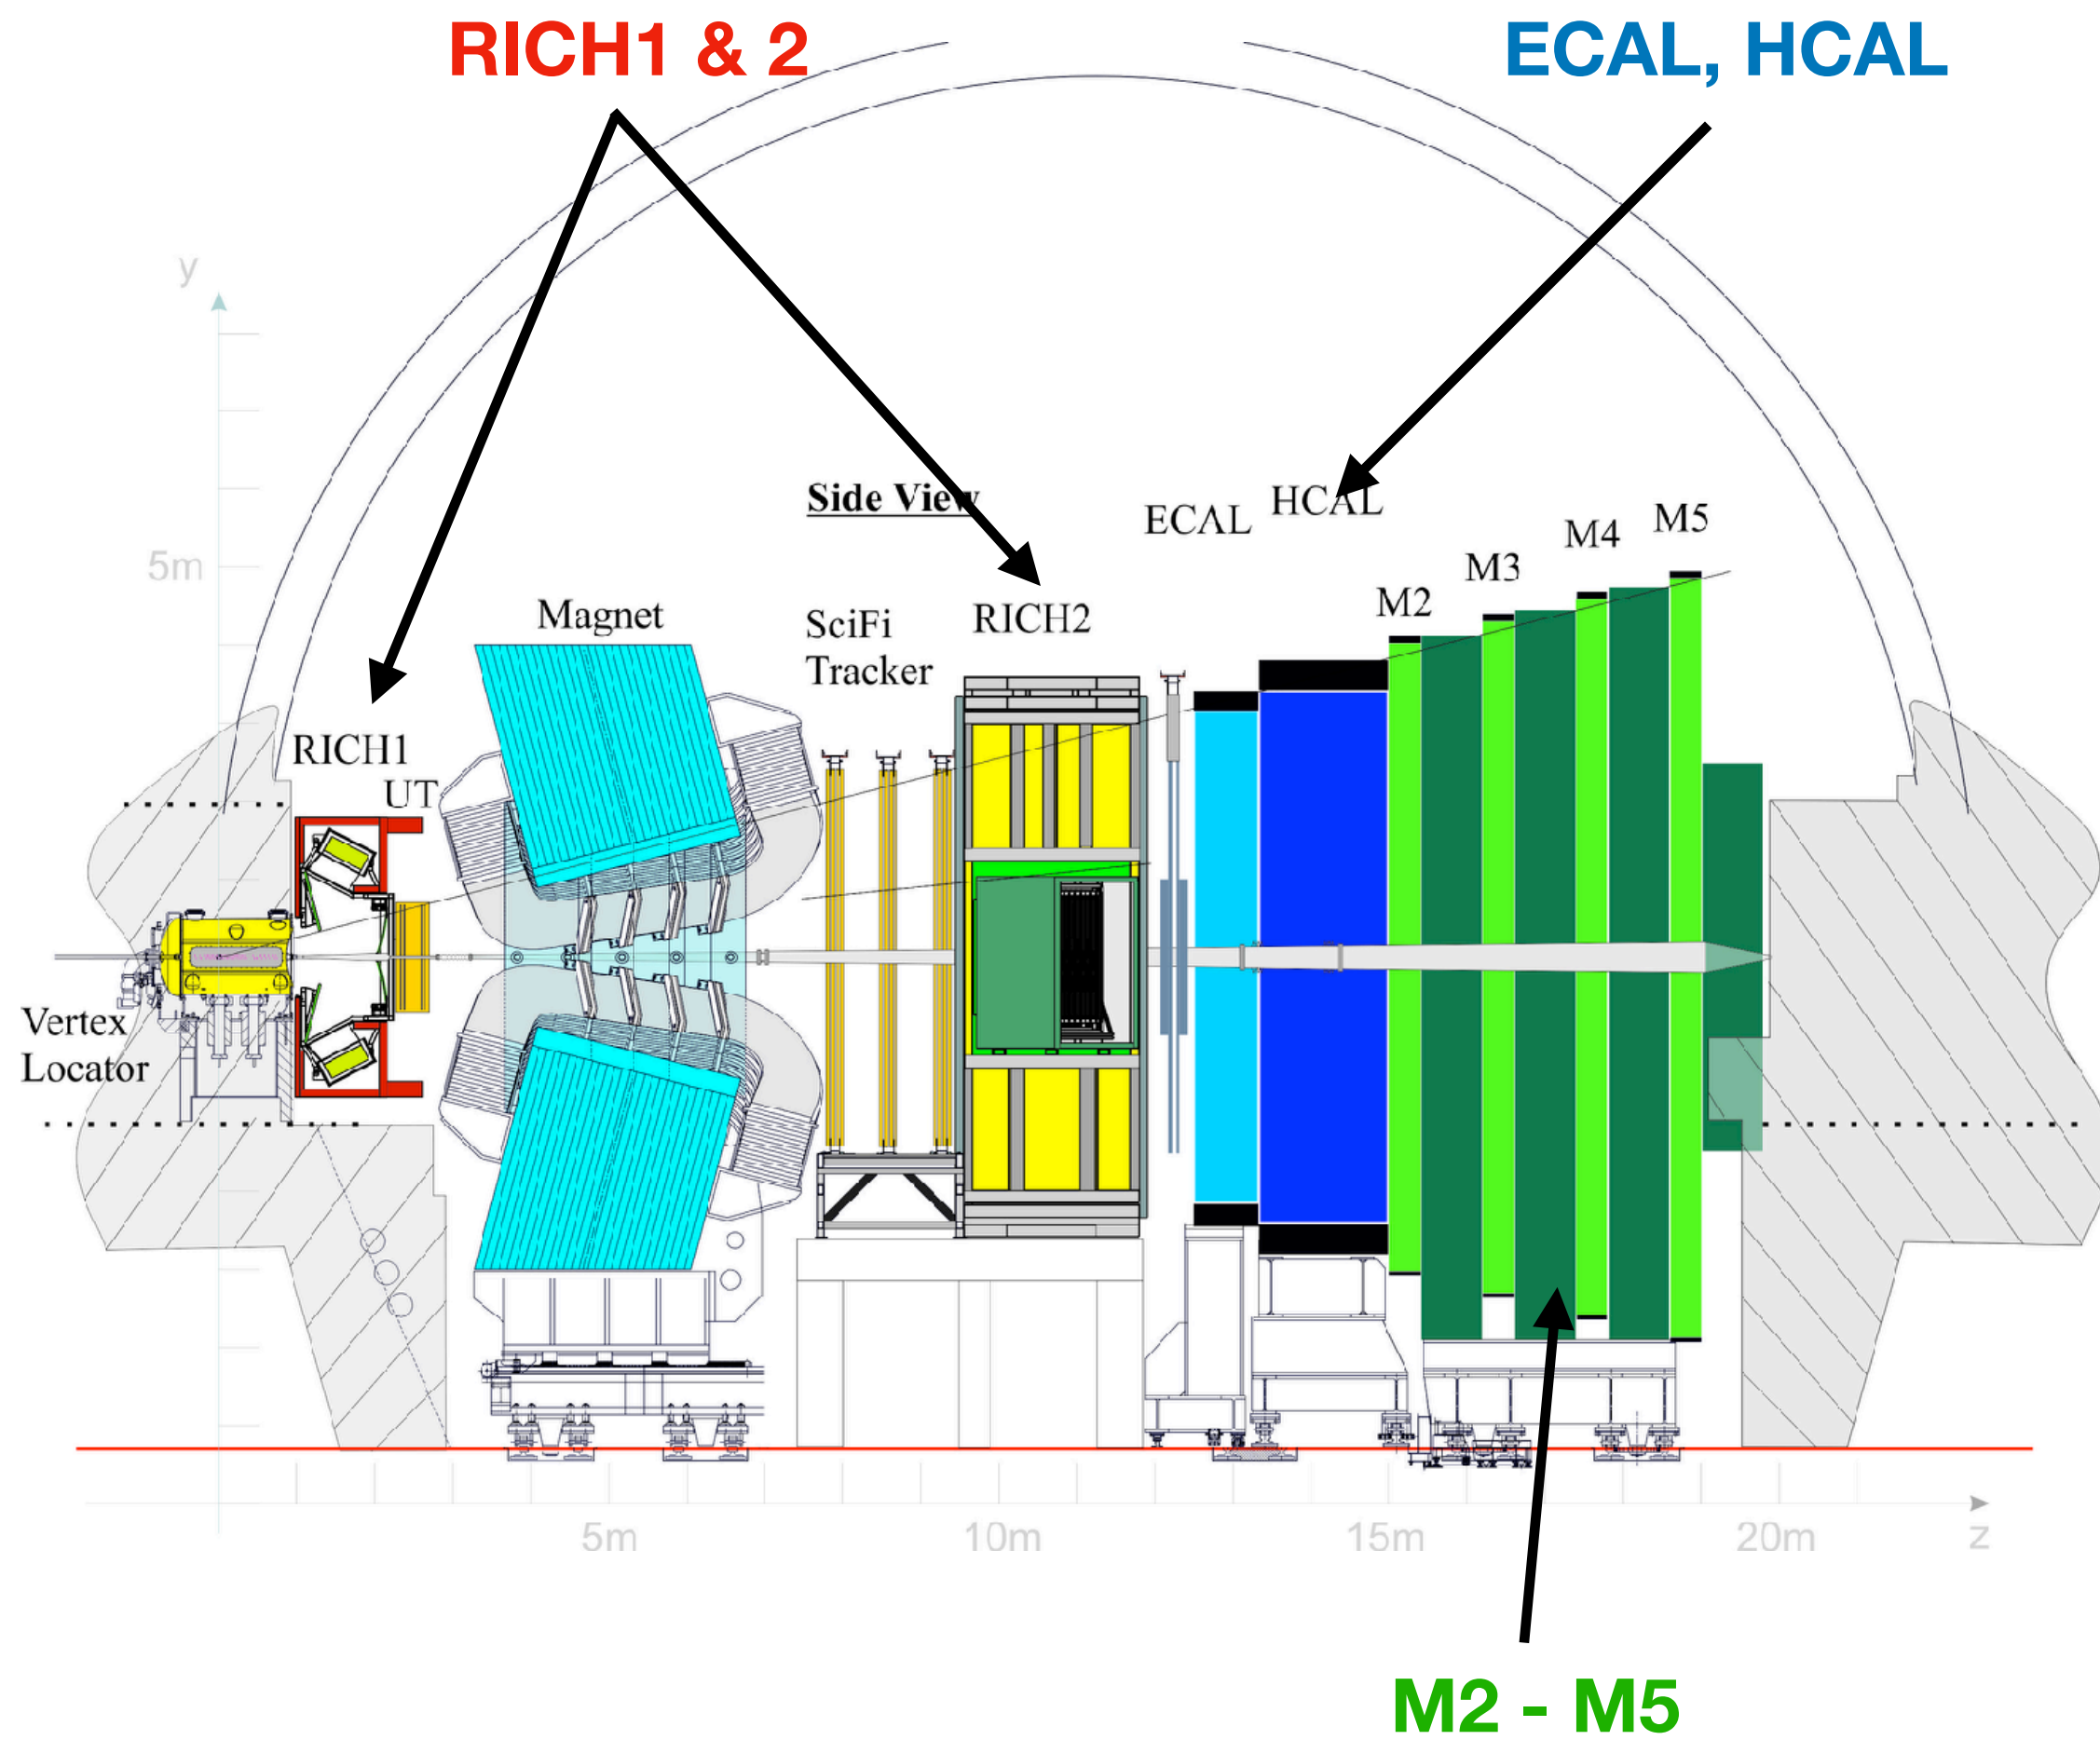 RICH1 & 2
ECAL, HCAL
y
5m
Side View
ECAL
HCAL
M2
M3
M4
M5
Magnet
SciFi
Tracker
RICH2
RICH1
UT
Vertex
Locator
5m
10m
15m
20m
z
M2 - M5